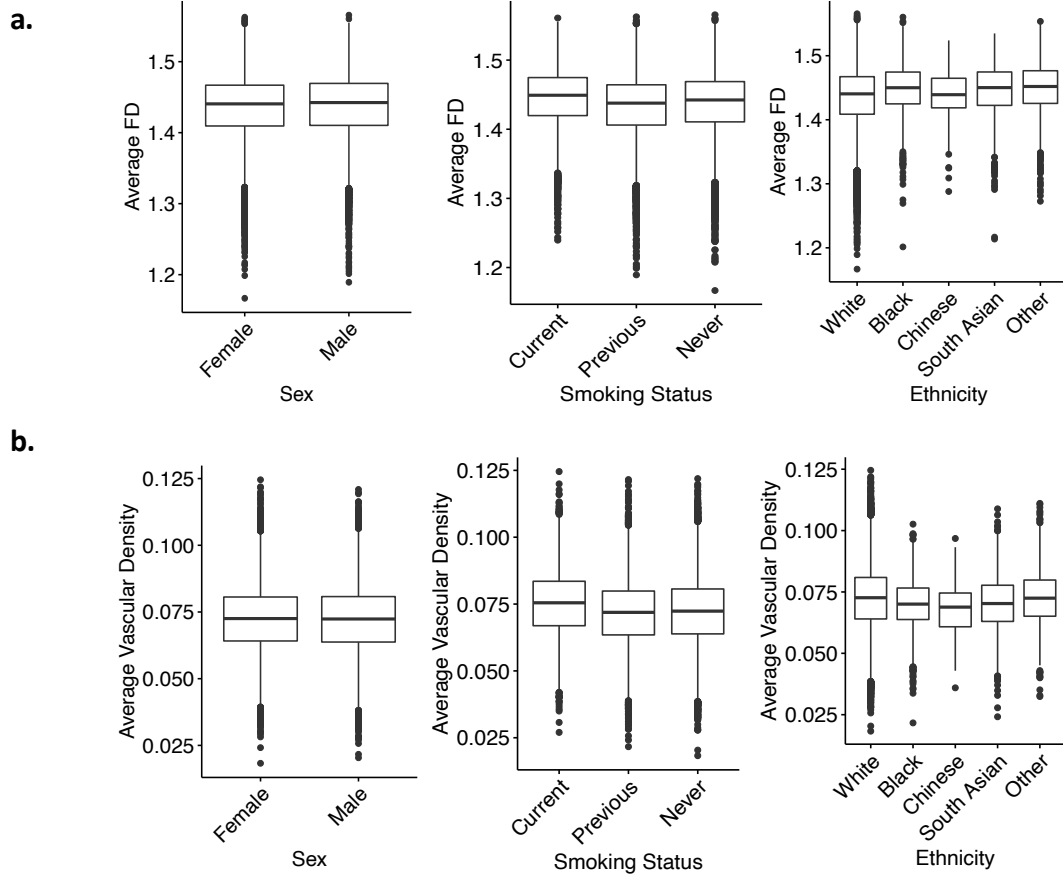 a.
Average FD
1.5
1.4
1.3
1.2
Female
Male
Sex
Average FD
1.5
1.4
1.3
1.2
Current
Previous
Never
Smoking Status
Average FD
1.5
1.4
1.3
1.2
White
Black
Chinese
South Asian
Other
Ethnicity
b.
Average Vascular Density
0.125
0.100
0.075
0.050
0.025
Female
Male
Sex
Average Vascular Density
0.125
0.100
0.075
0.050
0.025
Current
Previous
Never
Smoking Status
Average Vascular Density
0.125
0.100
0.075
0.050
0.025
White
Black
Chinese
South Asian
Other
Ethnicity